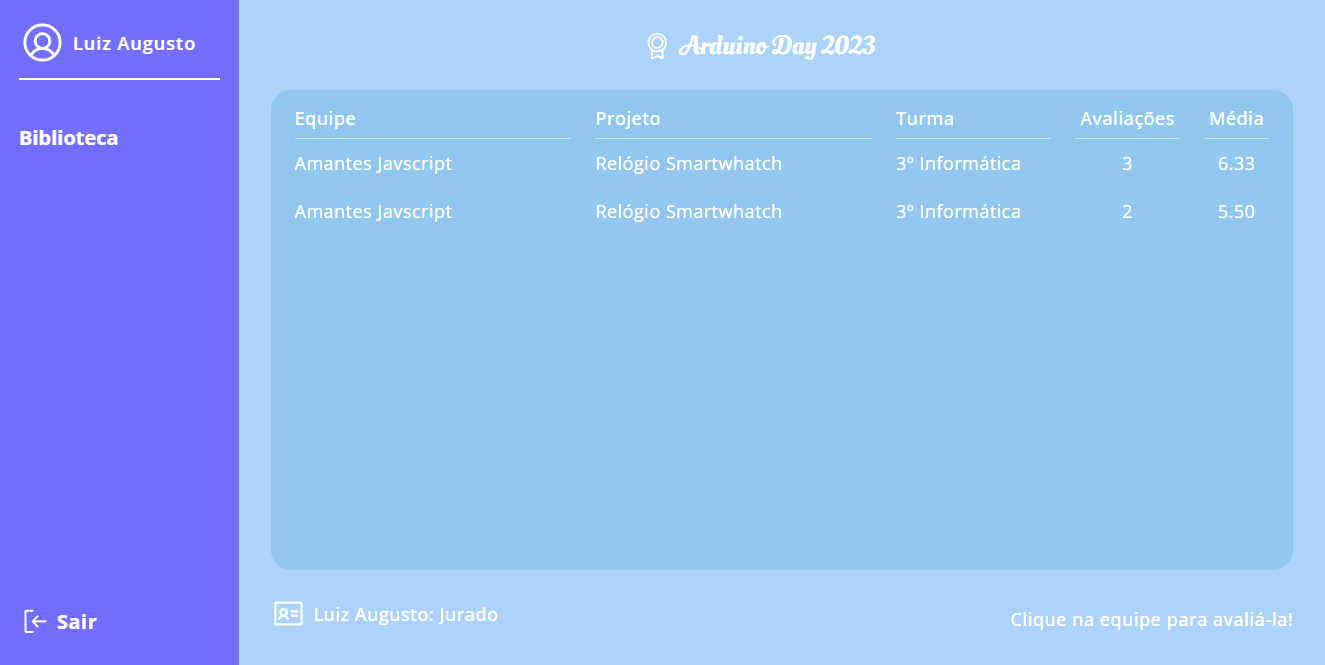 Luiz Augusto
Biblioteca
Sair
Arduino Day 2023
Equipe Projeto Turma Avaliações Média
Amantes Javscript Relógio Smartwhatch 3º Informática 3 6.33
Amantes Javscript Relógio Smartwhatch 3º Informática 2 5.50
Luiz Augusto: Jurado
Clique na equipe para avaliá-la!